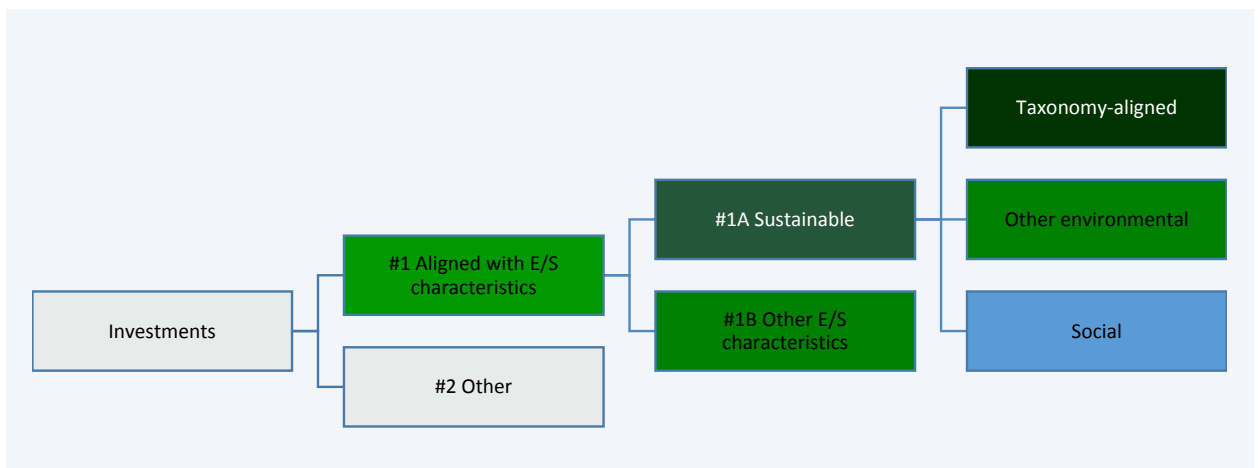 Investments
#1 Aligned with E/S
characteristics
#2 Other
#1A Sustainable
#1B Other E/S
characteristics
Taxonomy-aligned
Other environmental
Social